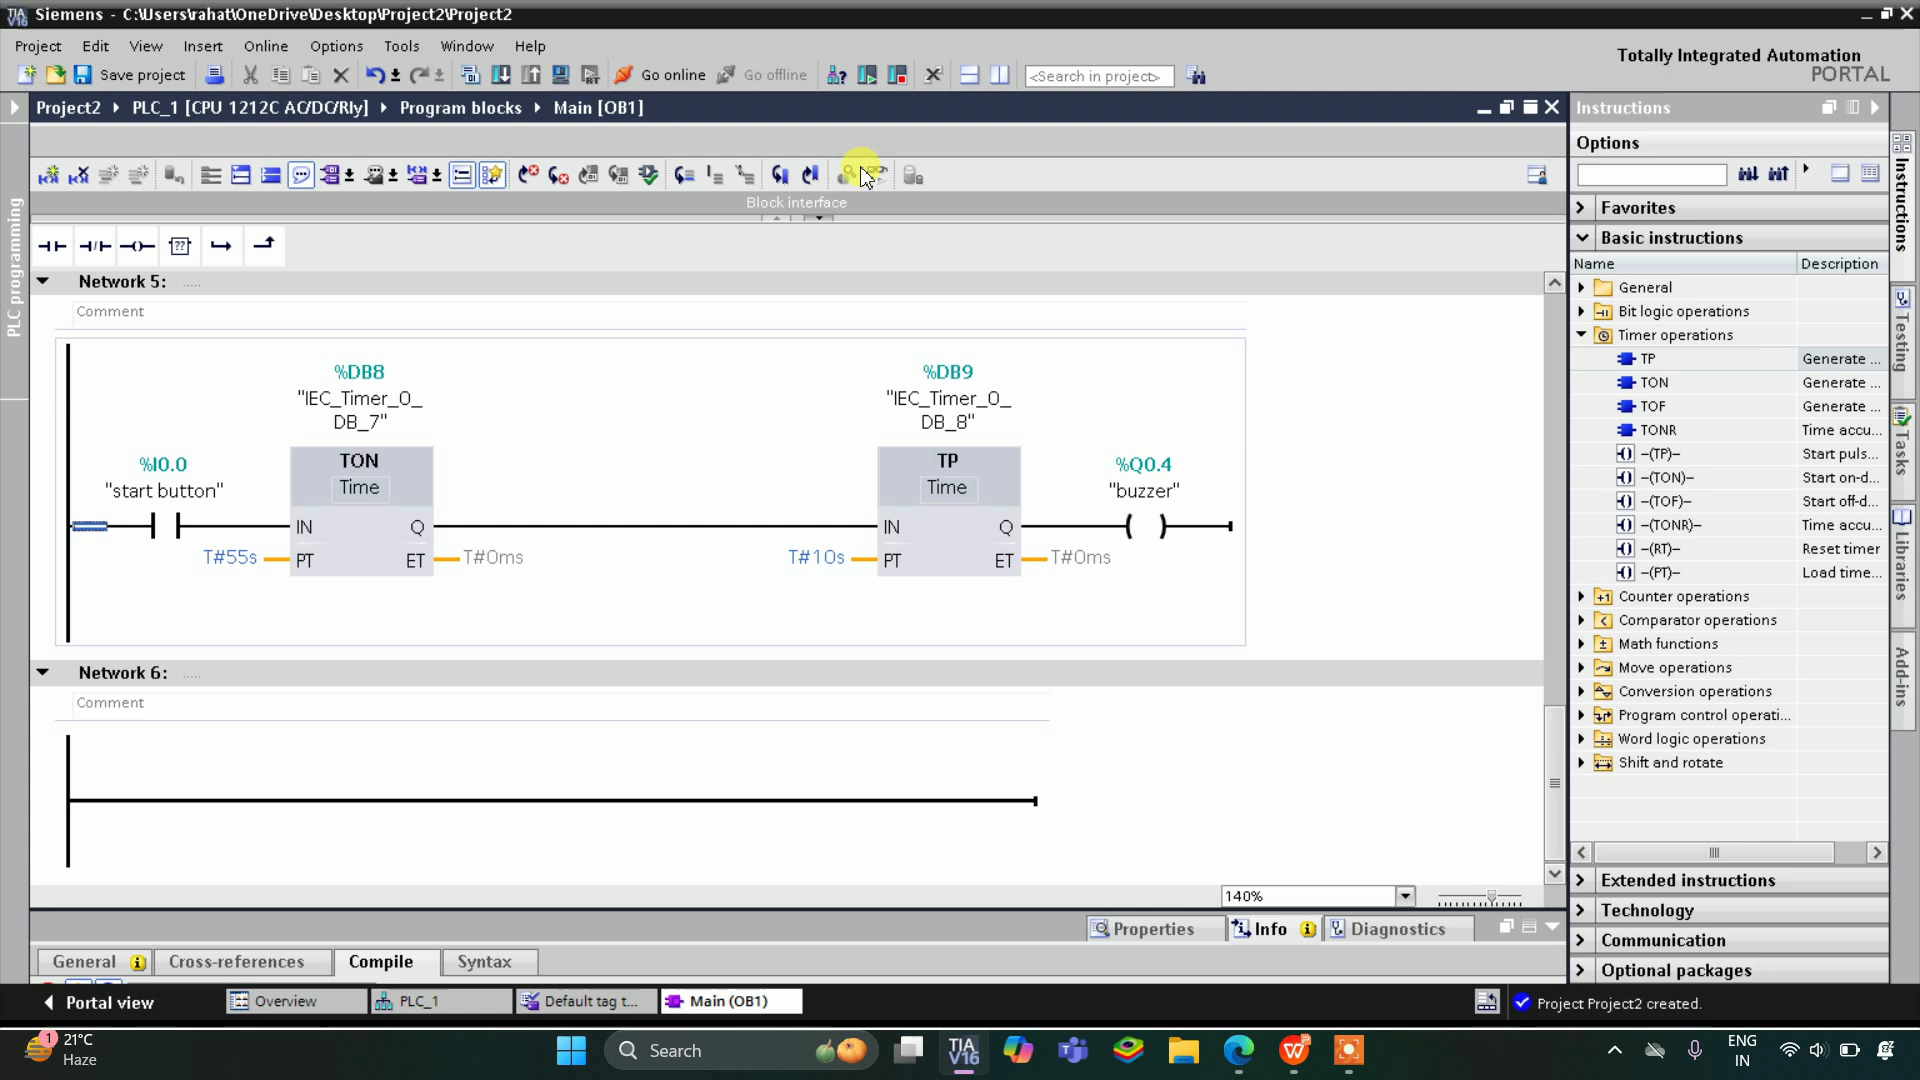 TIA V16 Siemens - C:\Users\rahat\OneDrive\Desktop\Project2\Project2
Project Edit View Insert Online Options Tools Window Help
Totally Integrated Automation
PORTAL
Save project Go online Go offline <Search in project>
Project2 PLC_1 [CPU 1212C AC/DC/Rly] Program blocks Main [OB1]
Instructions
Options
Block interface
Favorites
Basic instructions
??
Network 5: .....
Name Description
Comment
General
Bit logic operations
Timer operations
TP Generate ...
TON Generate ...
TOF Generate ...
TONR Time accu...
-(TP)- Start puls...
-(TON)- Start on-d...
-(TOF)- Start off-d...
-(TONR)- Time accu...
-(RT)- Reset timer
-(PT)- Load time...
Counter operations
Comparator operations
Math functions
Move operations
Conversion operations
Program control operati...
Word logic operations
Shift and rotate
%DB8 %DB9
"IEC_Timer_0_ "IEC_Timer_0_
DB_7" DB_8"
%I0.0 TON TP %Q0.4
"start button" Time Time "buzzer"
IN Q IN Q
T#55s PT ET T#0ms T#10s PT ET T#0ms
Network 6: .....
Comment
140%
Extended instructions
Technology
Communication
Optional packages
Properties Info Diagnostics
General Cross-references Compile Syntax
PLC programming
Instructions
Testing
Tasks
Libraries
Add-ins
Portal view Overview PLC_1 Default tag t... Main (OB1) Project Project2 created.
1 21°C
Haze
Search
TIA V16
ENG
IN